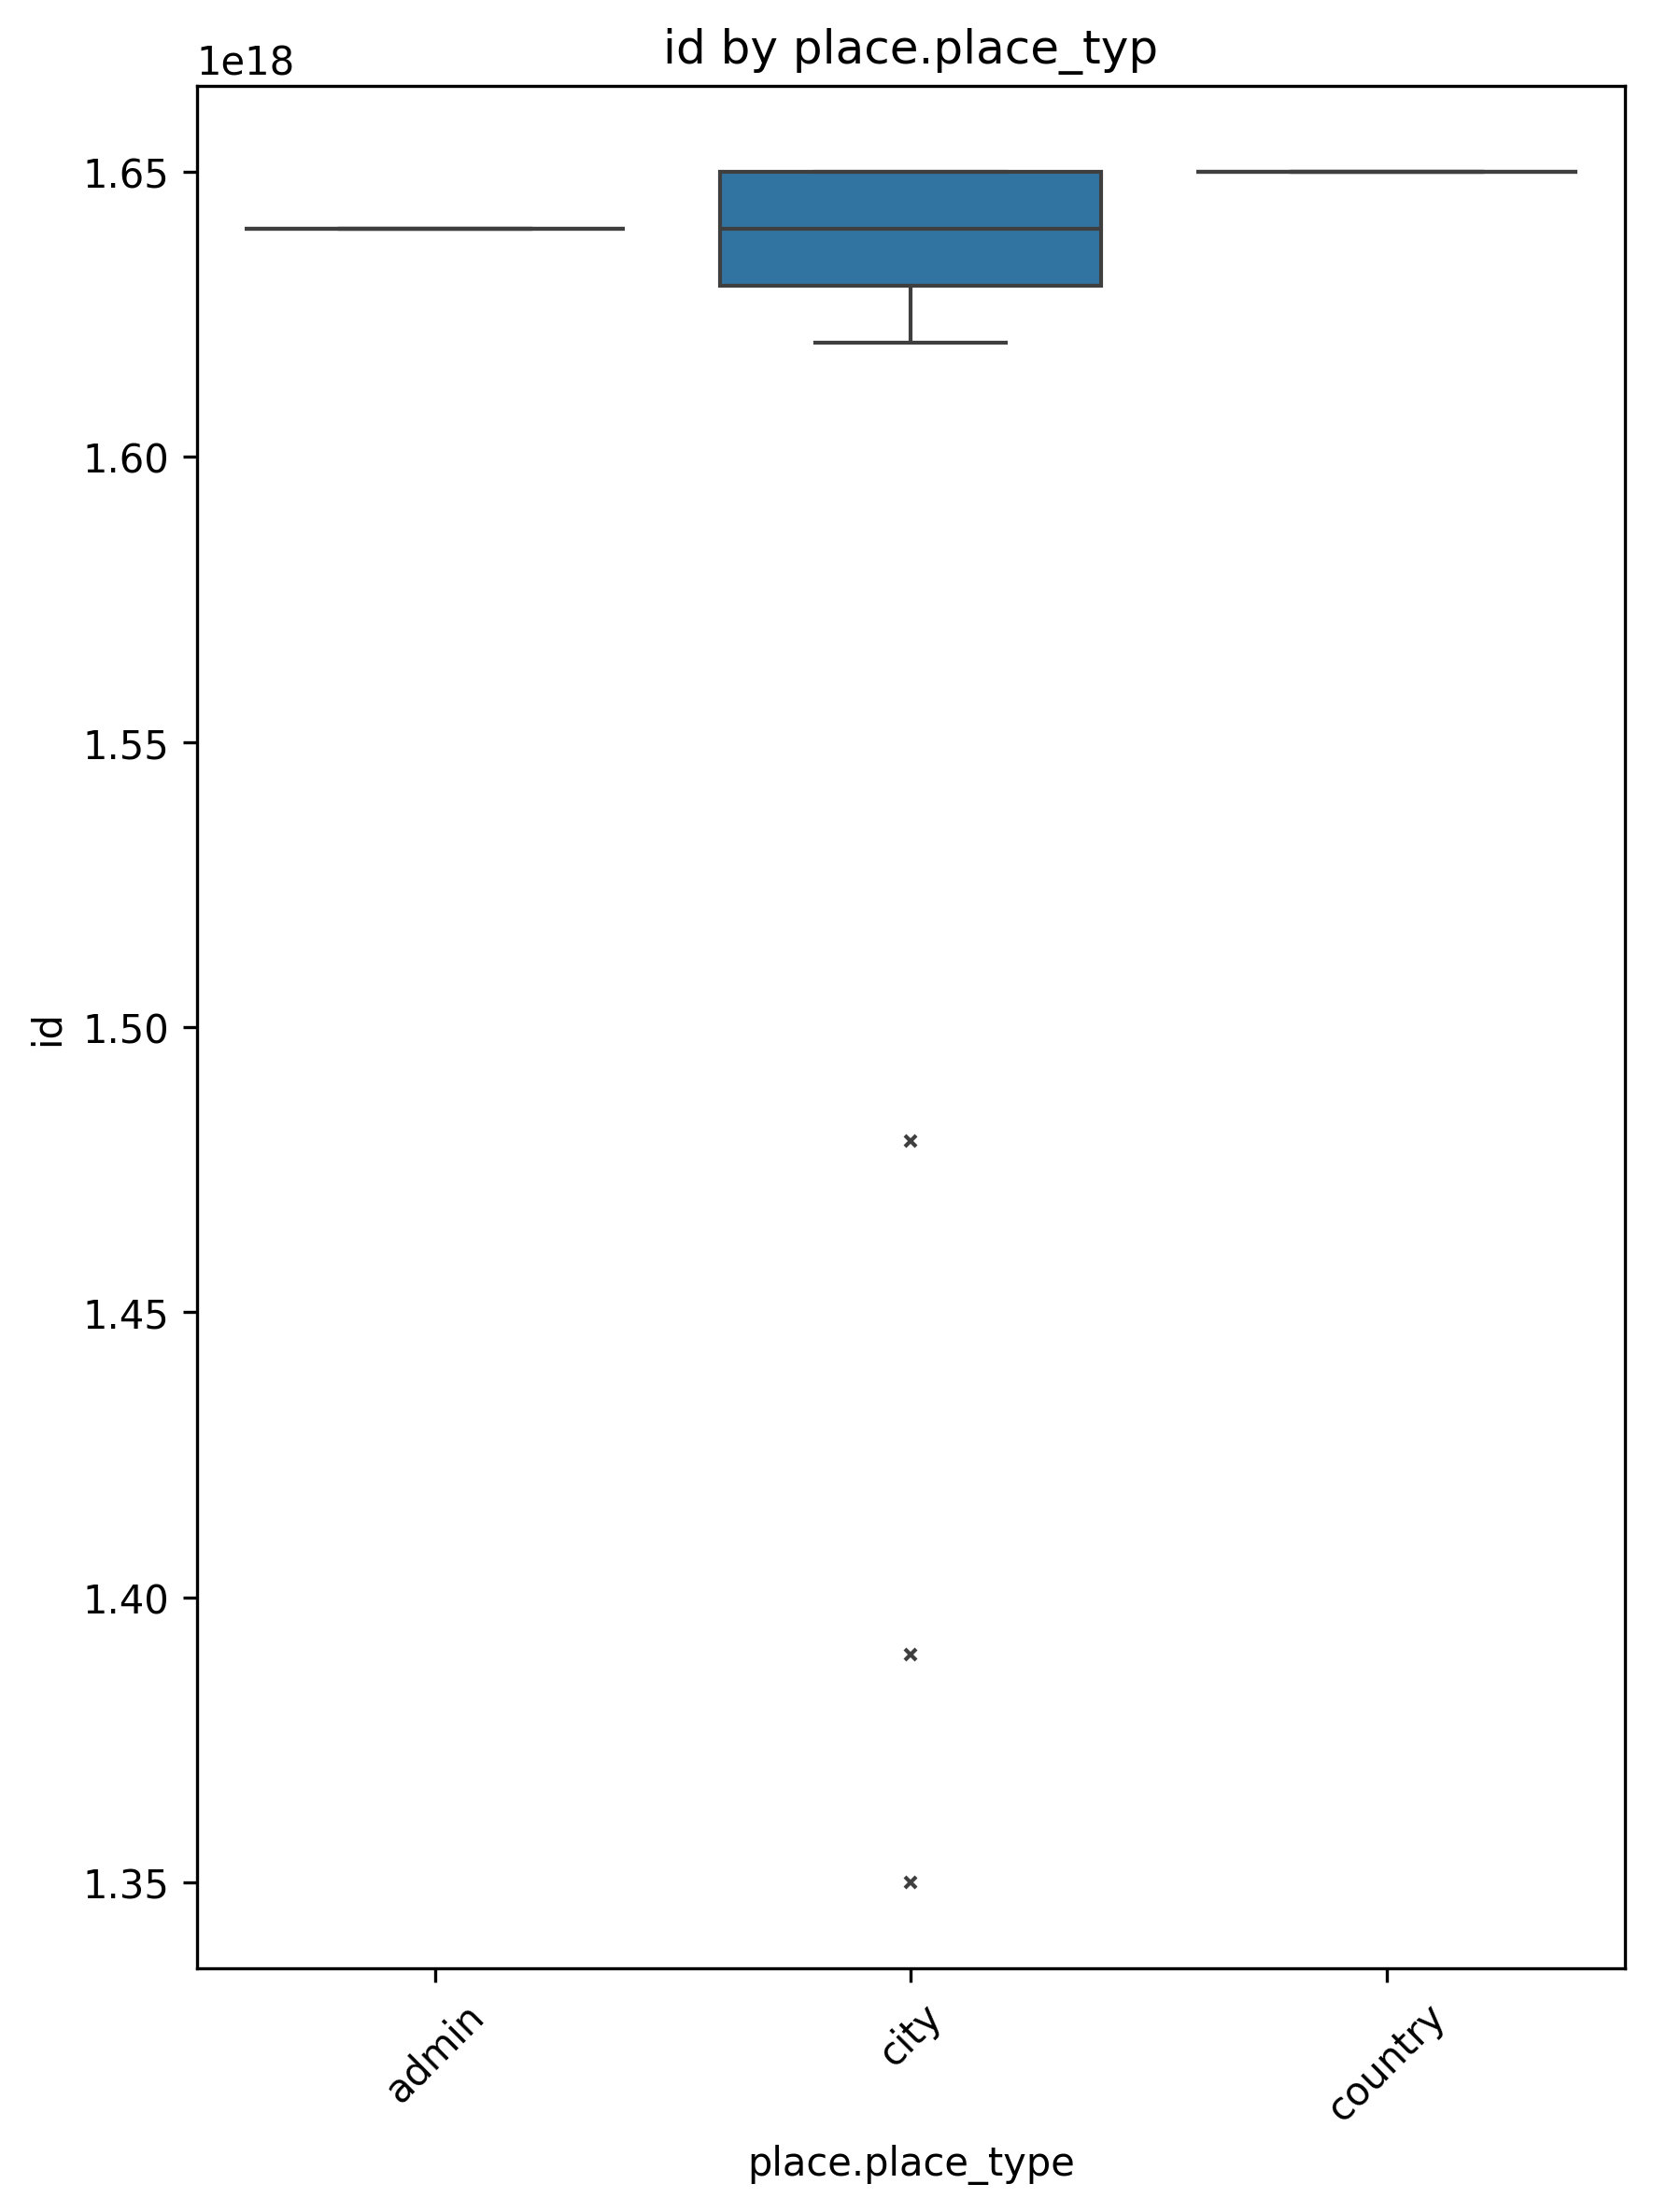 id by place.place_typ
1e18
1.65
1.60
1.55
1.50
1.45
1.40
1.35
id
admin
city
country
place.place_type